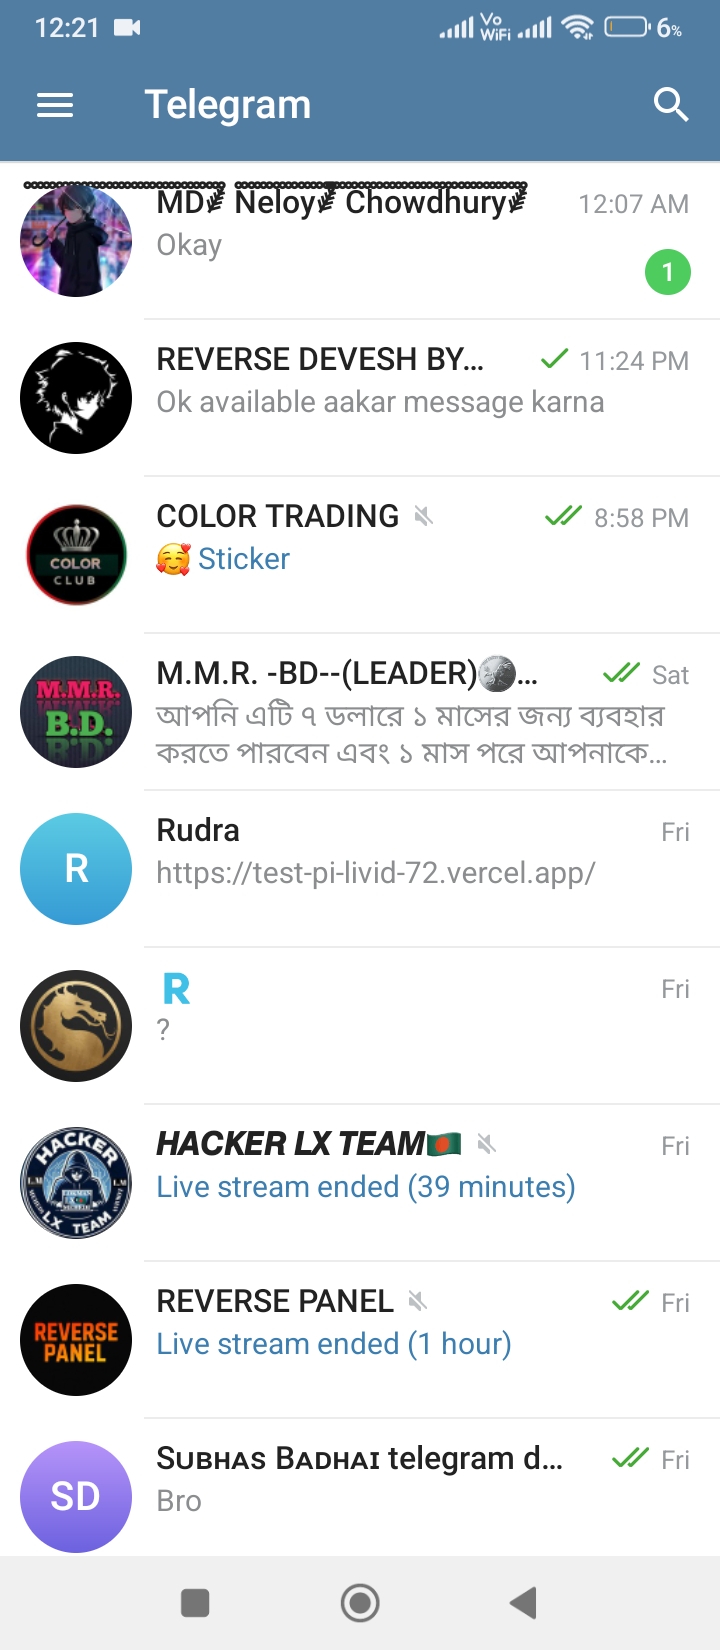 12:21 Vo WiFi 6%
Telegram
MD Neloy Chowdhury 12:07 AM
Okay
1
REVERSE DEVESH BY... 11:24 PM
Ok available aakar message karna
COLOR TRADING 8:58 PM
🥰 Sticker
COLOR
CLUB
M.M.R. -BD--(LEADER)... Sat
আপনি এটি ৭ ডলারে ১ মাসের জন্য ব্যবহার
করতে পারবেন এবং ১ মাস পরে আপনাকে...
M.M.R.
B.D.
Rudra Fri
R
https://test-pi-livid-72.vercel.app/
R Fri
?
HACKER LX TEAM🇧🇩 Fri
Live stream ended (39 minutes)
HACKER
LX TEAM
REVERSE PANEL Fri
Live stream ended (1 hour)
REVERSE
PANEL
Sᴜʙʜᴀs Bᴀᴅʜᴀɪ telegram d... Fri
SD
Bro